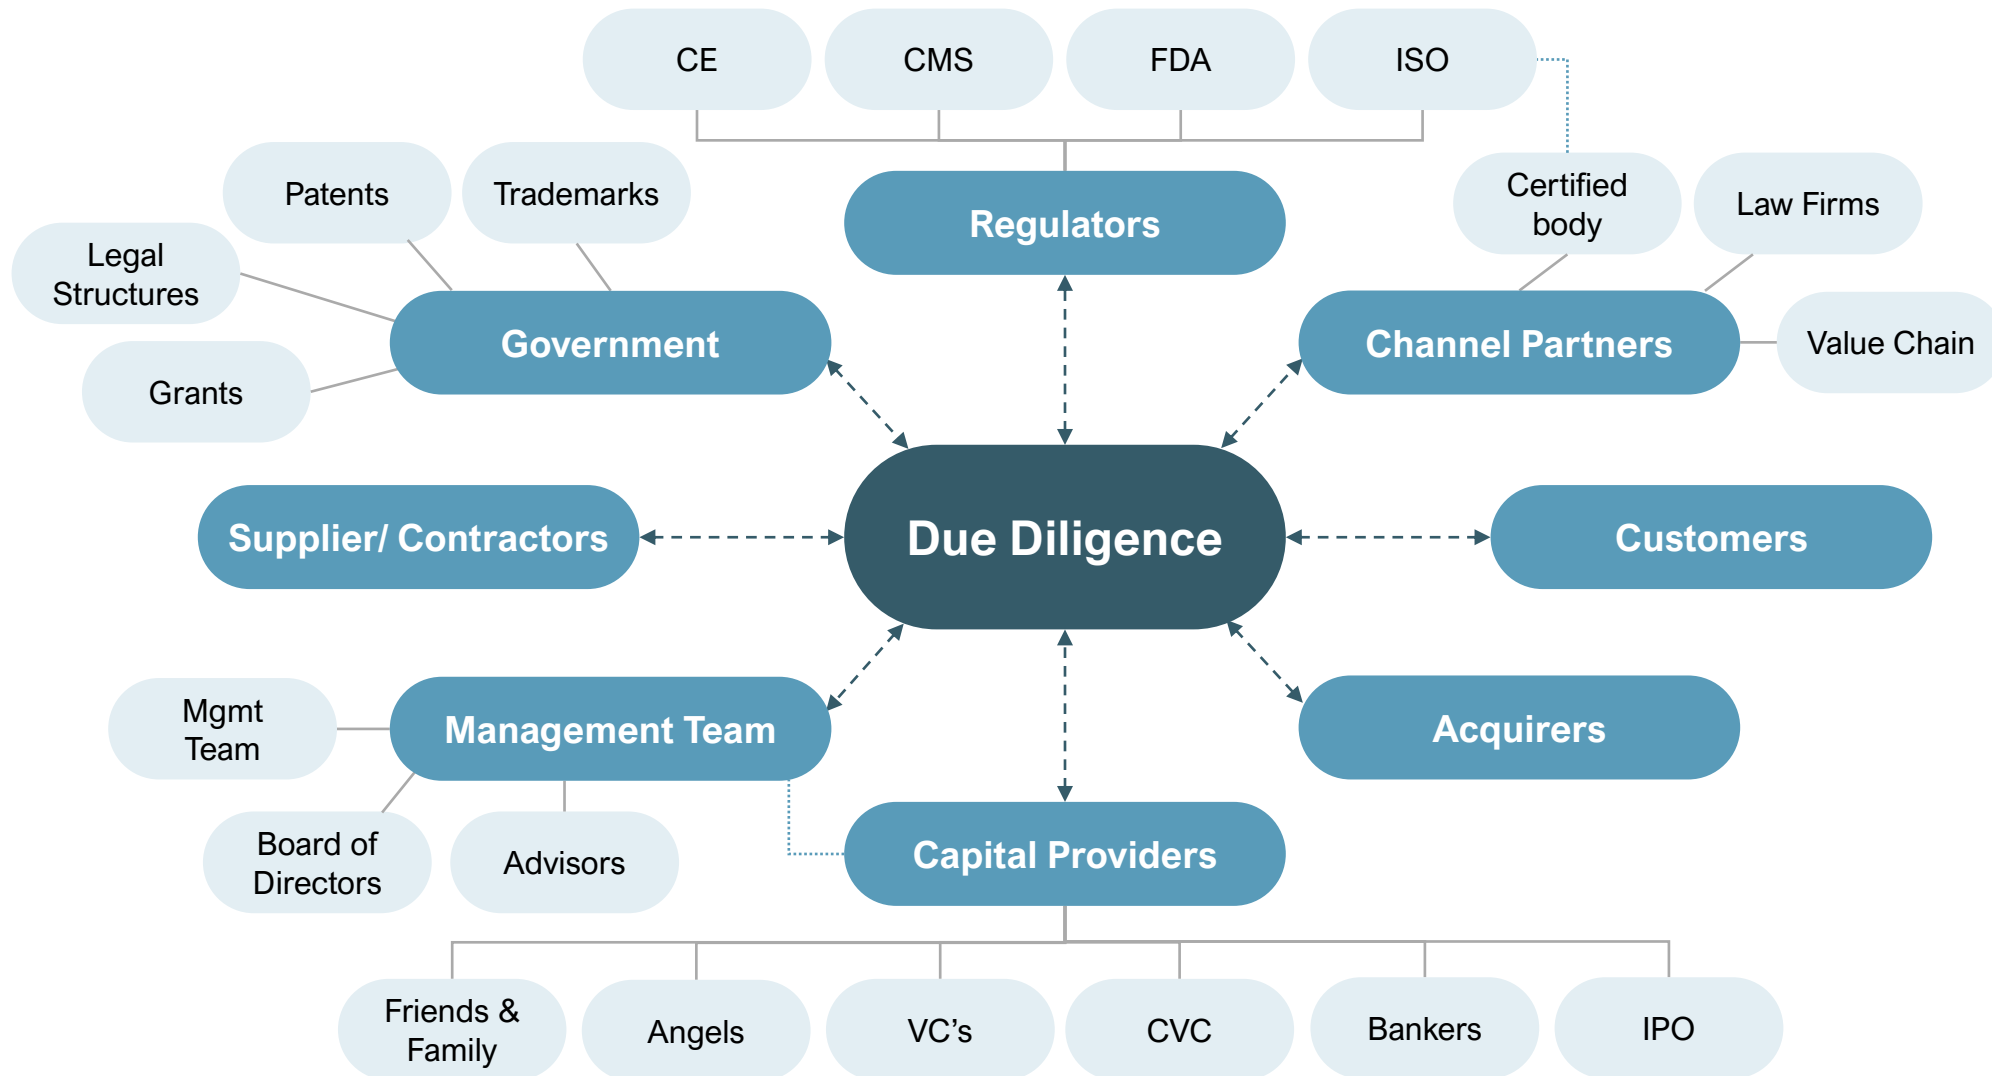 CE
CMS
FDA
ISO
Patents
Trademarks
Regulators
Certified
body
Law Firms
Legal
Structures
Government
Channel Partners
Value Chain
Grants
Supplier/ Contractors
Due Diligence
Customers
Mgmt
Team
Management Team
Acquirers
Board of
Directors
Advisors
Capital Providers
Friends &
Family
Angels
VC's
CVC
Bankers
IPO